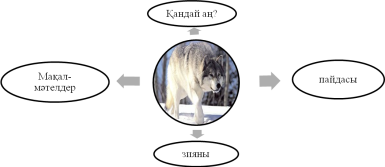 Қандай аң?
Мақал-
мәтелдер
пайдасы
зияны